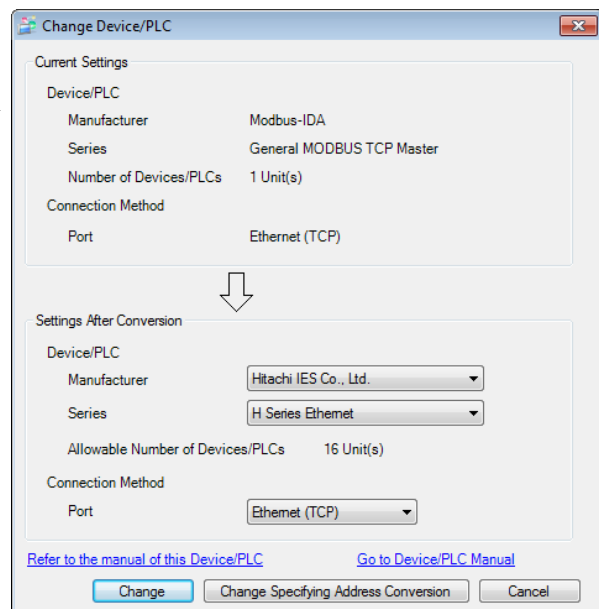 Change Device/PLC
Current Settings
Device/PLC
Manufacturer Modbus-IDA
Series General MODBUS TCP Master
Number of Devices/PLCs 1 Unit(s)
Connection Method
Port Ethernet (TCP)
Settings After Conversion
Device/PLC
Manufacturer Hitachi IES Co., Ltd.
Series H Series Ethernet
Allowable Number of Devices/PLCs 16 Unit(s)
Connection Method
Port Ethernet (TCP)
Refer to the manual of this Device/PLC Go to Device/PLC Manual
Change Change Specifying Address Conversion Cancel